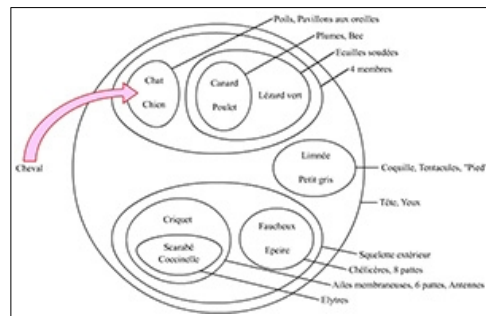 Poils, Pavillons aux oreilles
Plumes, Bec
Ecailles soudées
4 membres
Chat
Chien
Canard
Poulet
Lézard vert
Cheval
Limnée
Petit gris
Coquille, Tentacules, "Pied"
Tête, Yeux
Criquet
Scarabé
Coccinelle
Faucheux
Epeire
Squelette extérieur
Chélicères, 8 pattes
Ailes membraneuses, 6 pattes, Antennes
Elytres